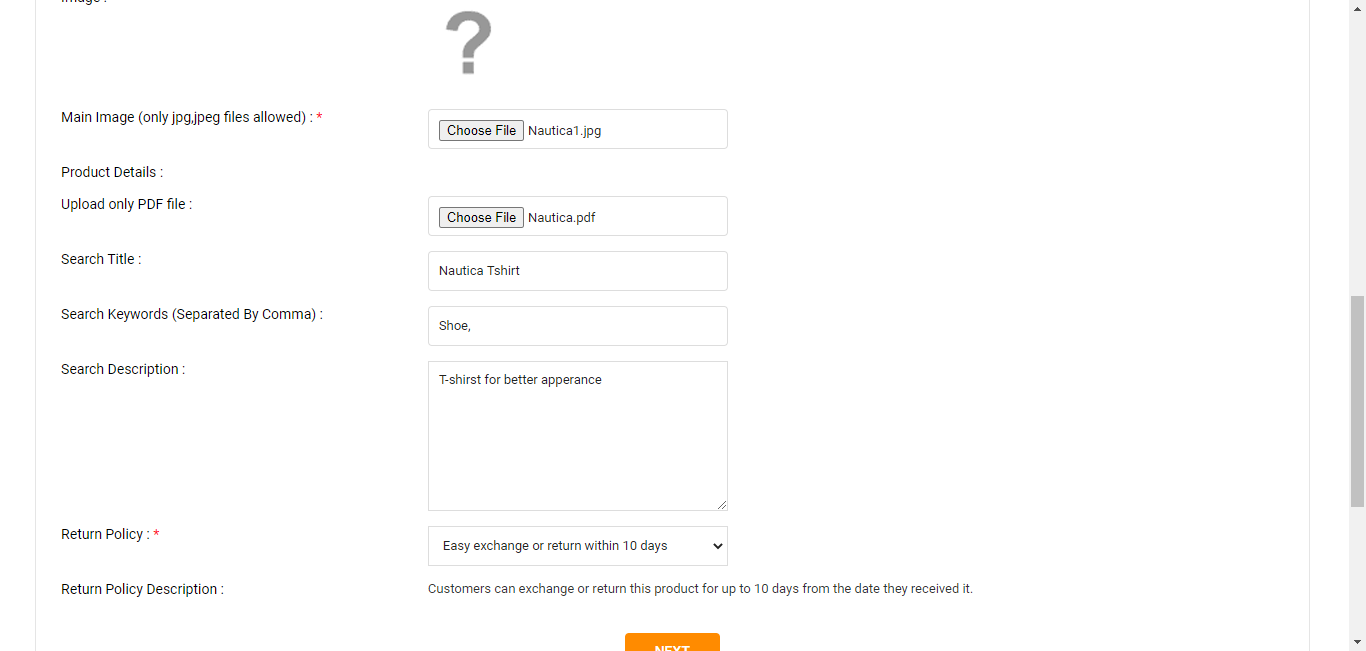 Image :
?
Main Image (only jpg,jpeg files allowed) : *
Choose File Nautica1.jpg
Product Details :
Upload only PDF file :
Choose File Nautica.pdf
Search Title :
Nautica Tshirt
Search Keywords (Separated By Comma) :
Shoe,
Search Description :
T-shirst for better apperance
Return Policy : *
Easy exchange or return within 10 days
Return Policy Description :
Customers can exchange or return this product for up to 10 days from the date they received it.
NEXT